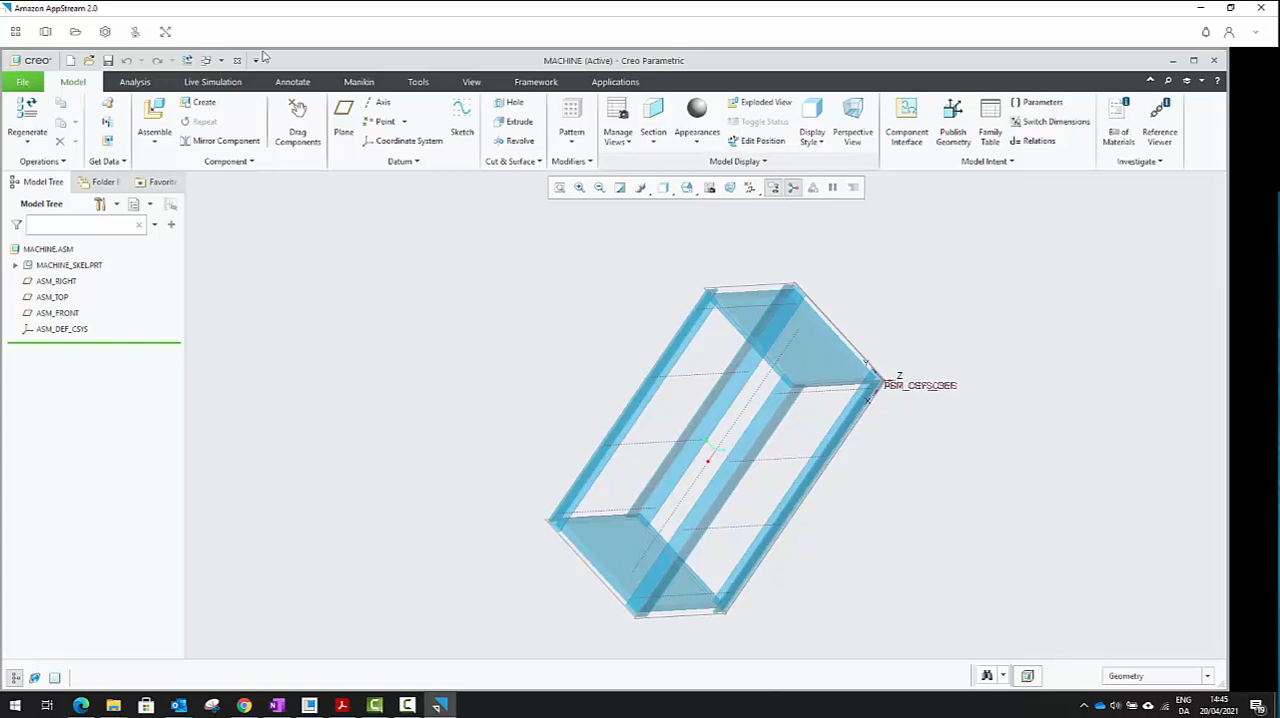 Amazon AppStream 2.0
creo
MACHINE (Active) - Creo Parametric
File
Model
Analysis
Live Simulation
Annotate
Manikin
Tools
View
Framework
Applications
Regenerate
Operations
Get Data
Assemble
Create
Repeat
Mirror Component
Drag Components
Component
Plane
Axis
Point
Coordinate System
Sketch
Datum
Hole
Extrude
Revolve
Cut & Surface
Pattern
Modifiers
Manage Views
Section
Appearances
Exploded View
Toggle Status
Edit Position
Display Style
Perspective View
Model Display
Component Interface
Publish Geometry
Family Table
Parameters
Switch Dimensions
Relations
Model Intent
Bill of Materials
Reference Viewer
Investigate
Model Tree
Folder
Favorit
Model Tree
MACHINE.ASM
MACHINE_SKEL.PRT
ASM_RIGHT
ASM_TOP
ASM_FRONT
ASM_DEF_CSYS
Z
X
Geometry
ENG
DA
14:45
20/04/2021